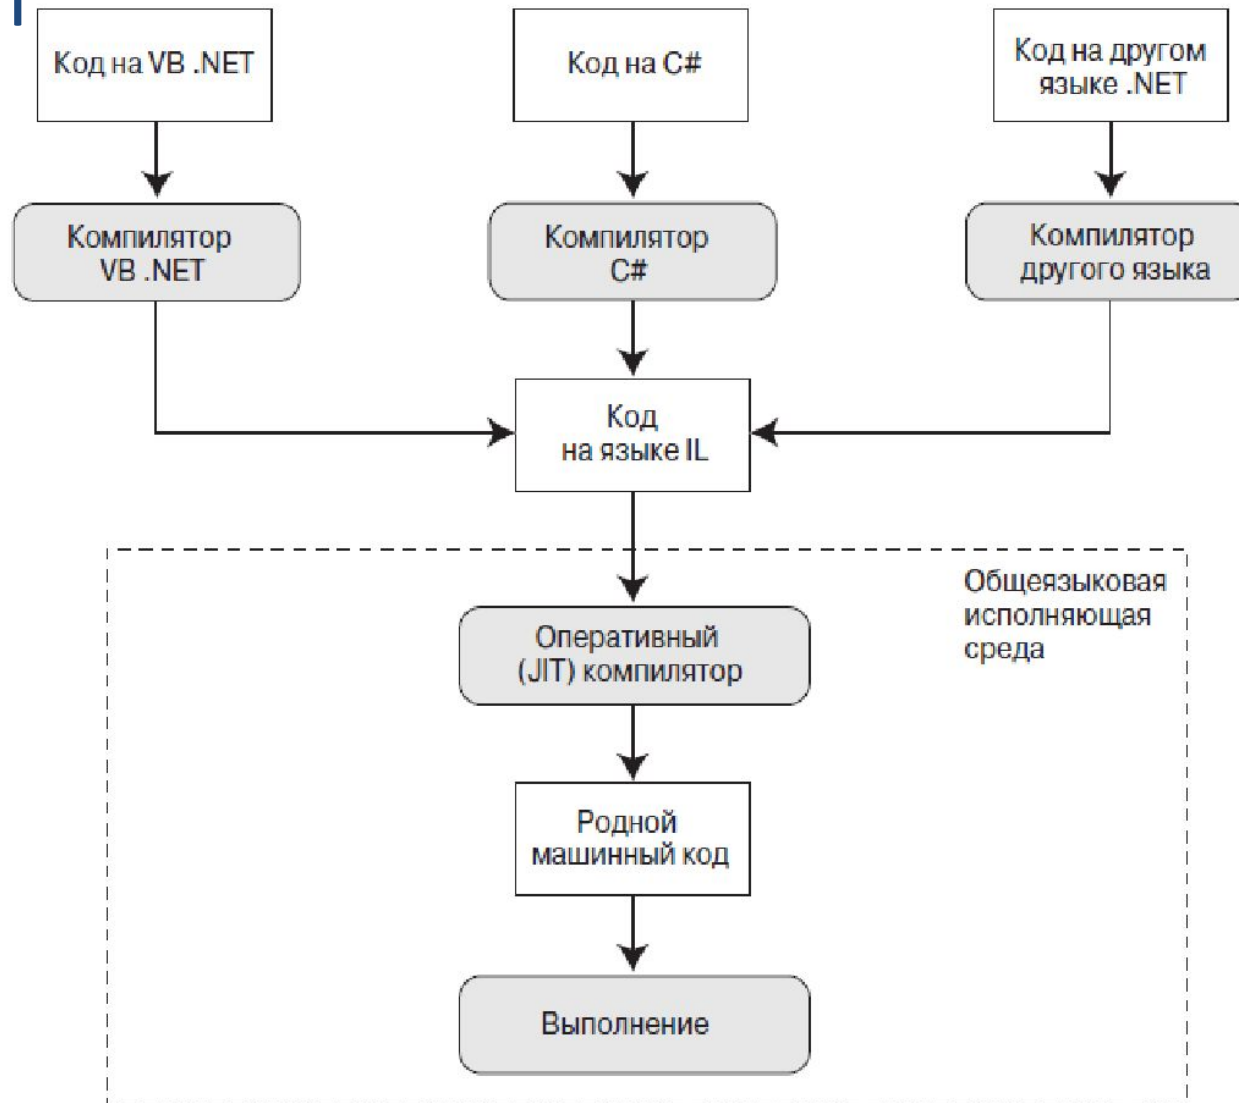 Код на VB .NET
Код на C#
Код на другом
языке .NET
Компилятор
VB .NET
Компилятор
C#
Компилятор
другого языка
Код
на языке IL
Общеязыковая
исполняющая
среда
Оперативный
(JIT) компилятор
Родной
машинный код
Выполнение